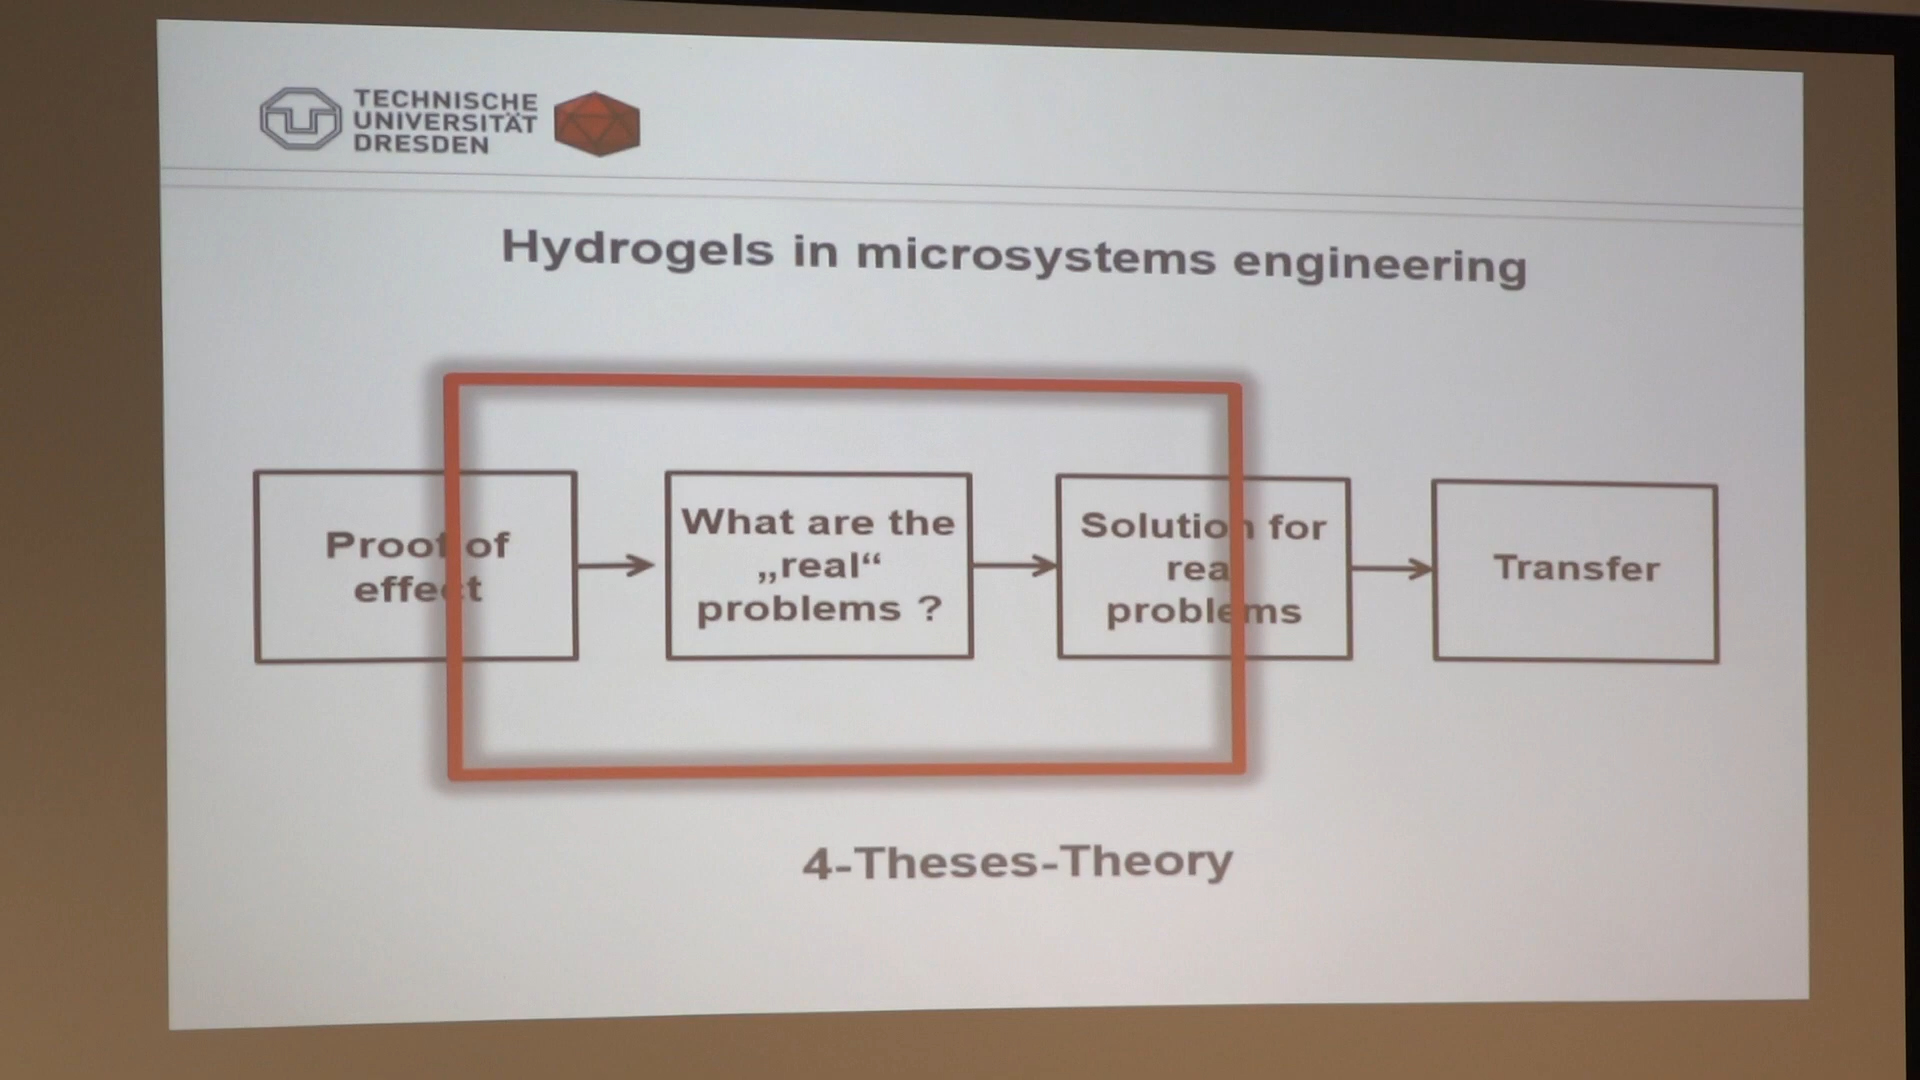 TECHNISCHE
UNIVERSITÄT
DRESDEN
Hydrogels in microsystems engineering
Proof of
effect
What are the
„real“
problems ?
Solution for
real
problems
Transfer
4-Theses-Theory